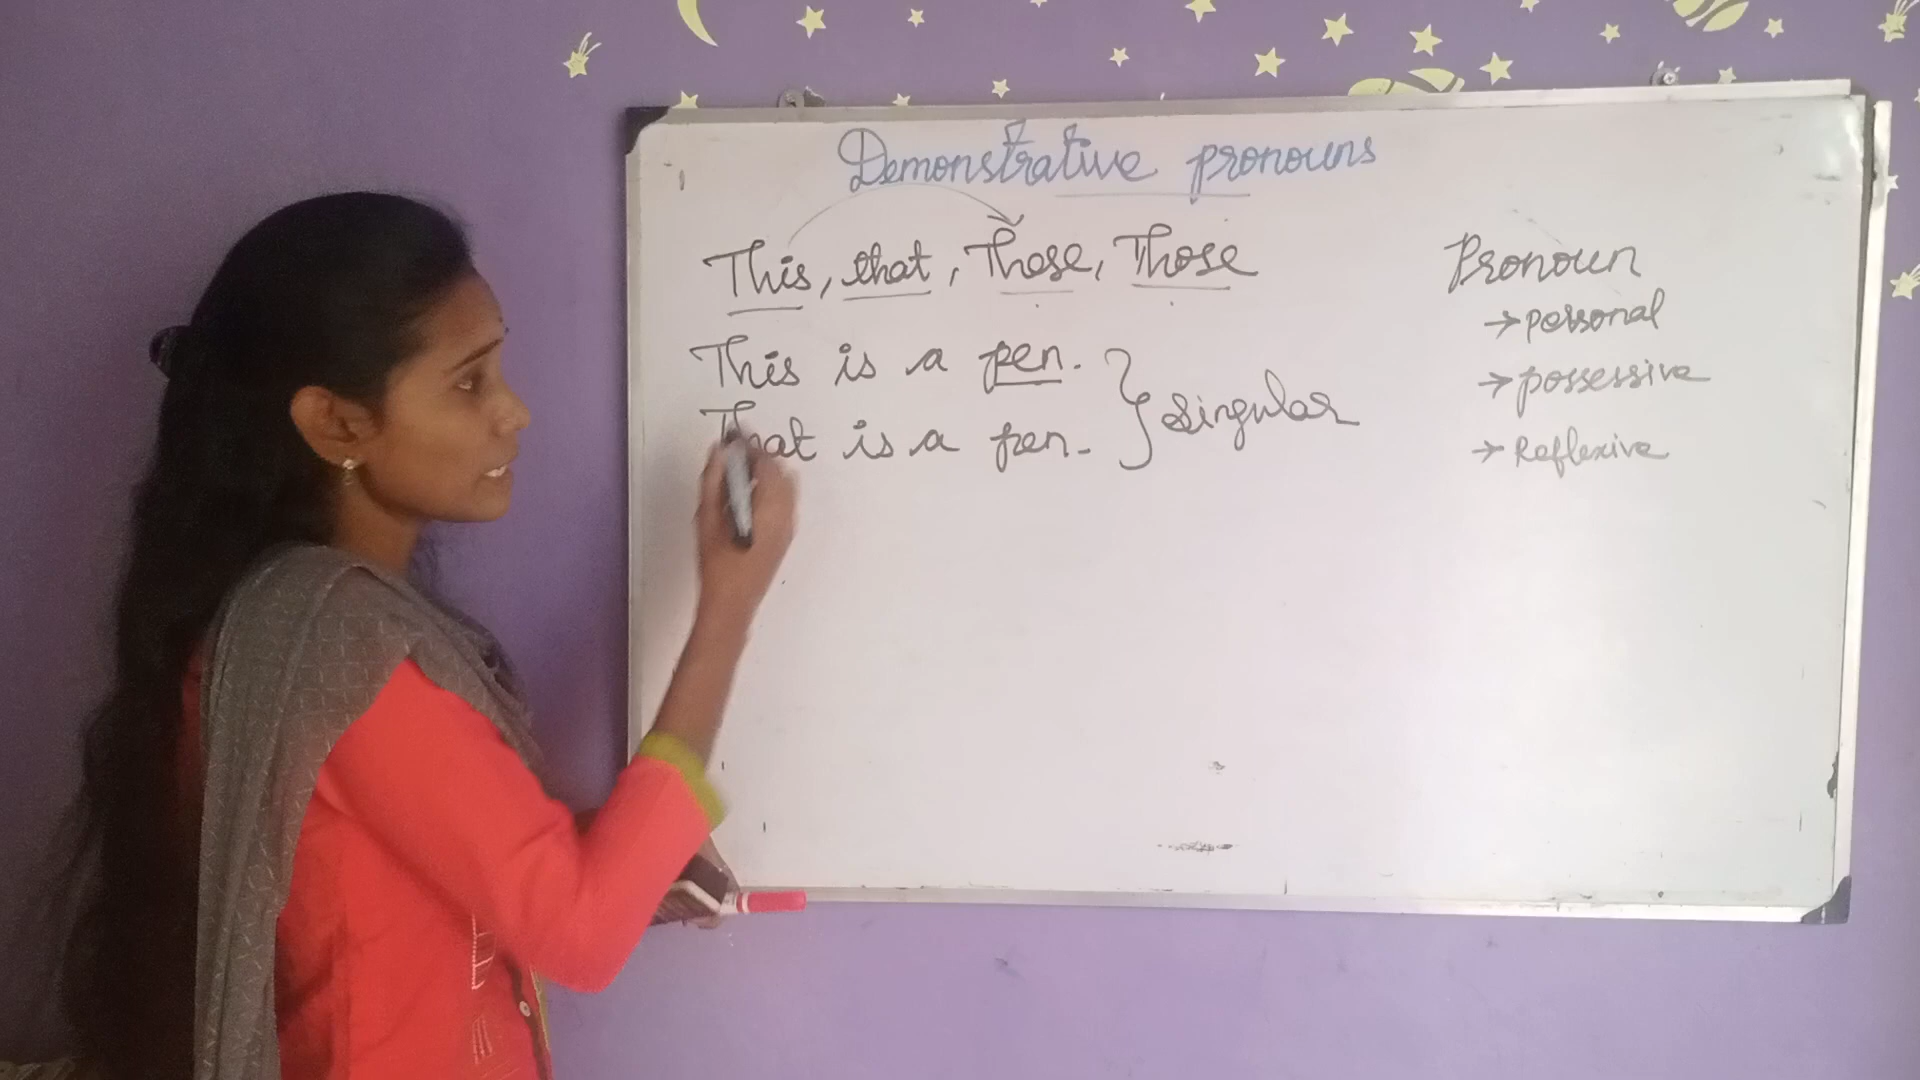 Demonstrative pronouns
This, that, These, Those
This is a pen.
That is a pen.
singular
Pronoun
→ personal
→ possessive
→ Reflexive